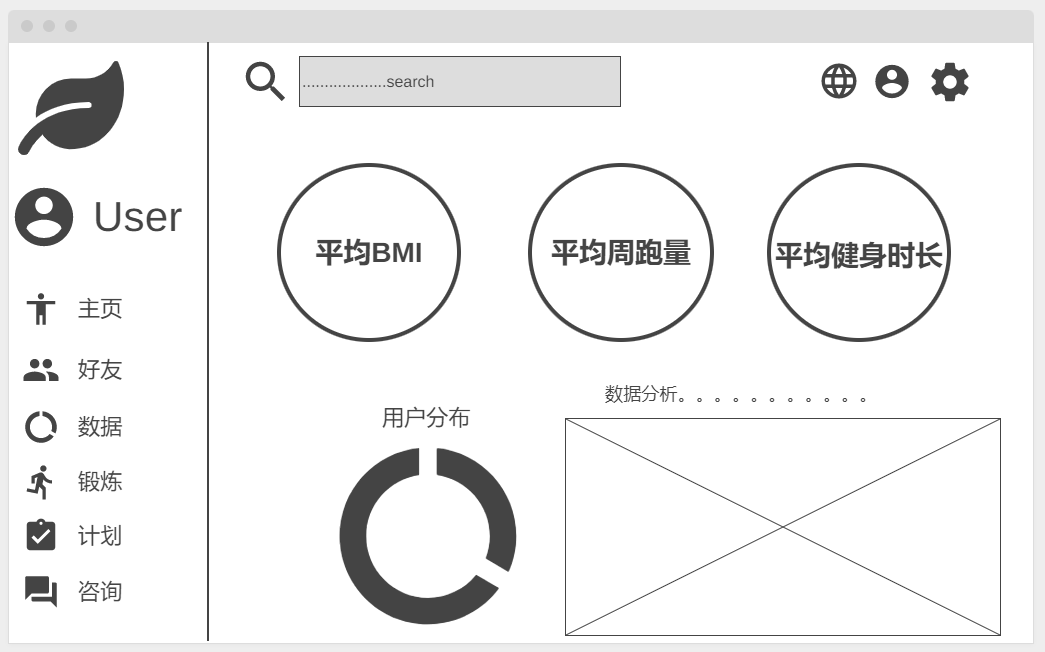 ...................search
User
主页
好友
数据
锻炼
计划
咨询
平均BMI
平均周跑量
平均健身时长
用户分布
数据分析。。。。。。。。。。。